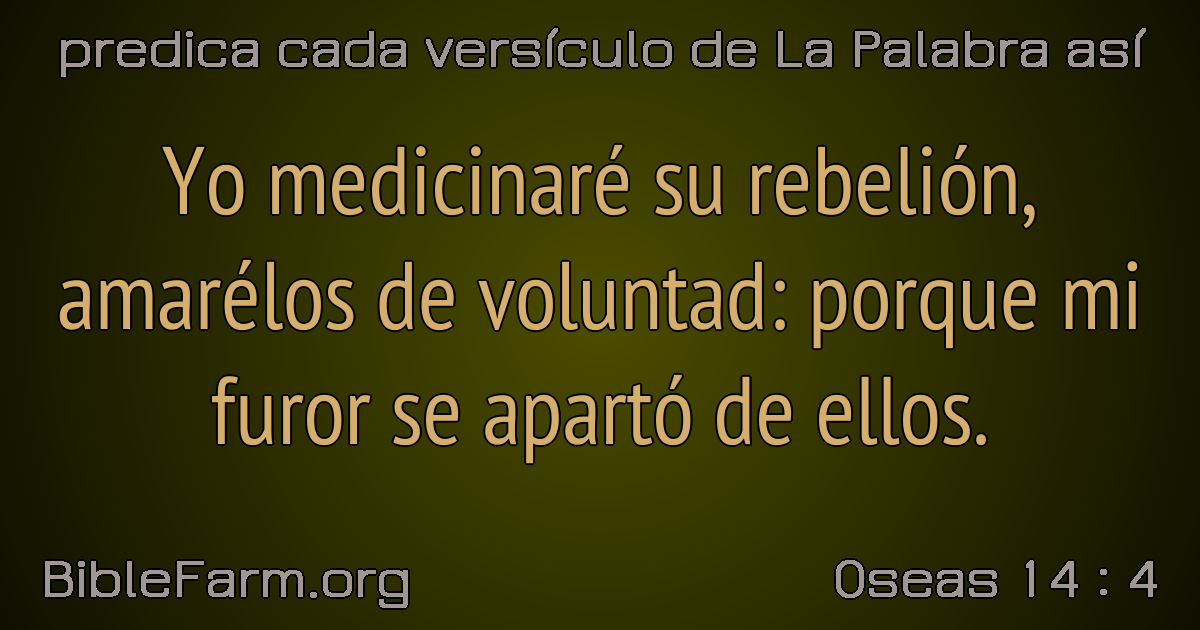 predica cada versículo de La Palabra así
Yo medicinaré su rebelión,
amarélos de voluntad: porque mi
furor se apartó de ellos.
BibleFarm.org
Oseas 14 : 4